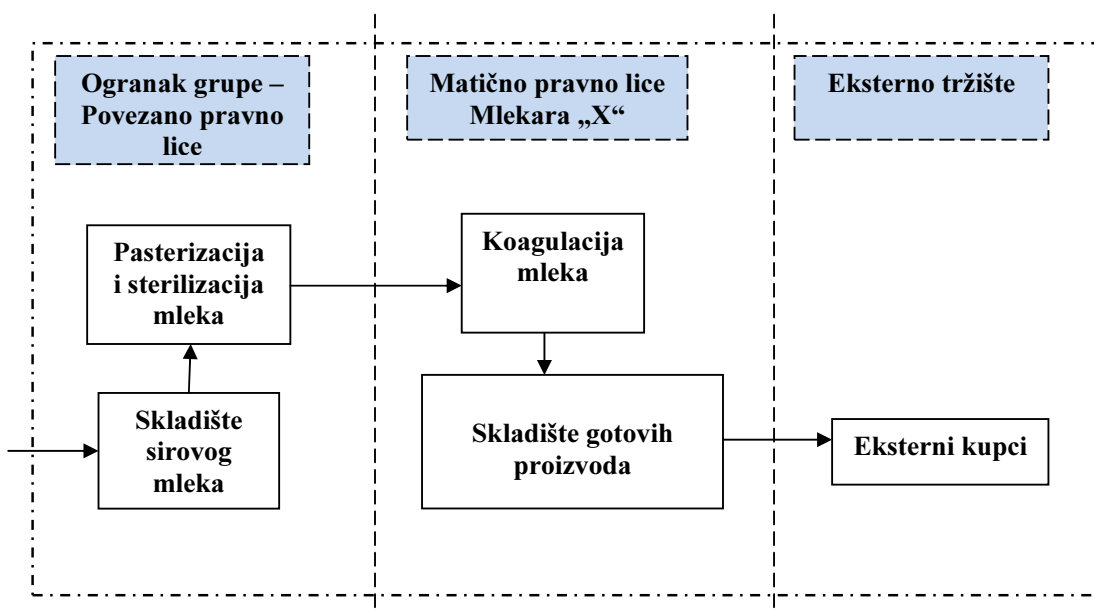 Ogranak grupe –
Povezano pravno
lice
Matično pravno lice
Mlekara „X“
Eksterno tržište
Pasterizacija
i sterilizacija
mleka
Koagulacija
mleka
Skladište
sirovog
mleka
Skladište gotovih
proizvoda
Eksterni kupci